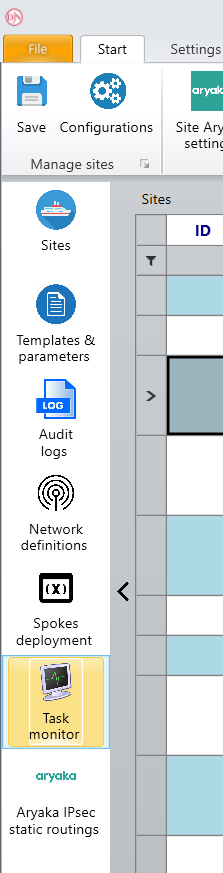 File
Start
Settings
aryaka
Save
Configurations
Site Ary
setting
Manage sites
Sites
Sites
ID
Templates &
parameters
LOG
Audit
logs
Network
definitions
(x)
Spokes
deployment
Task
monitor
aryaka
Aryaka IPsec
static routings